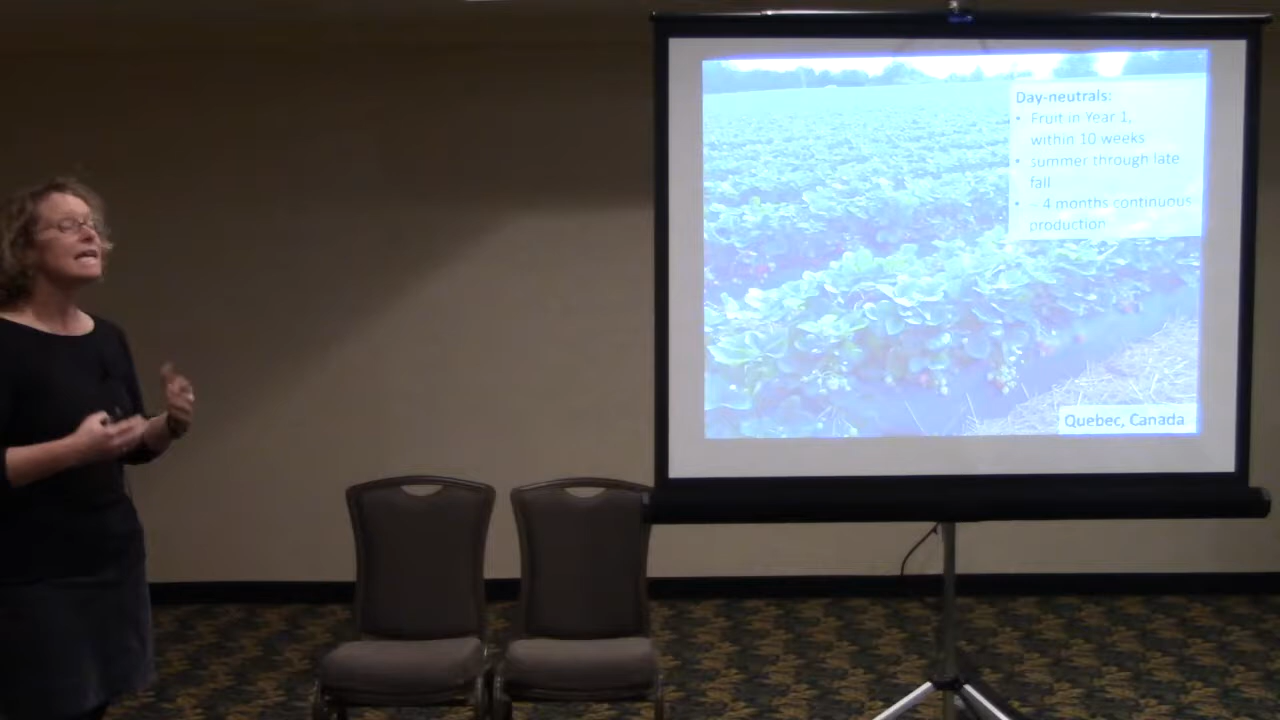 Day-neutrals:
• Fruit in Year 1,
within 10 weeks
• summer through late
fall
• ~ 4 months continuous
production
Quebec, Canada